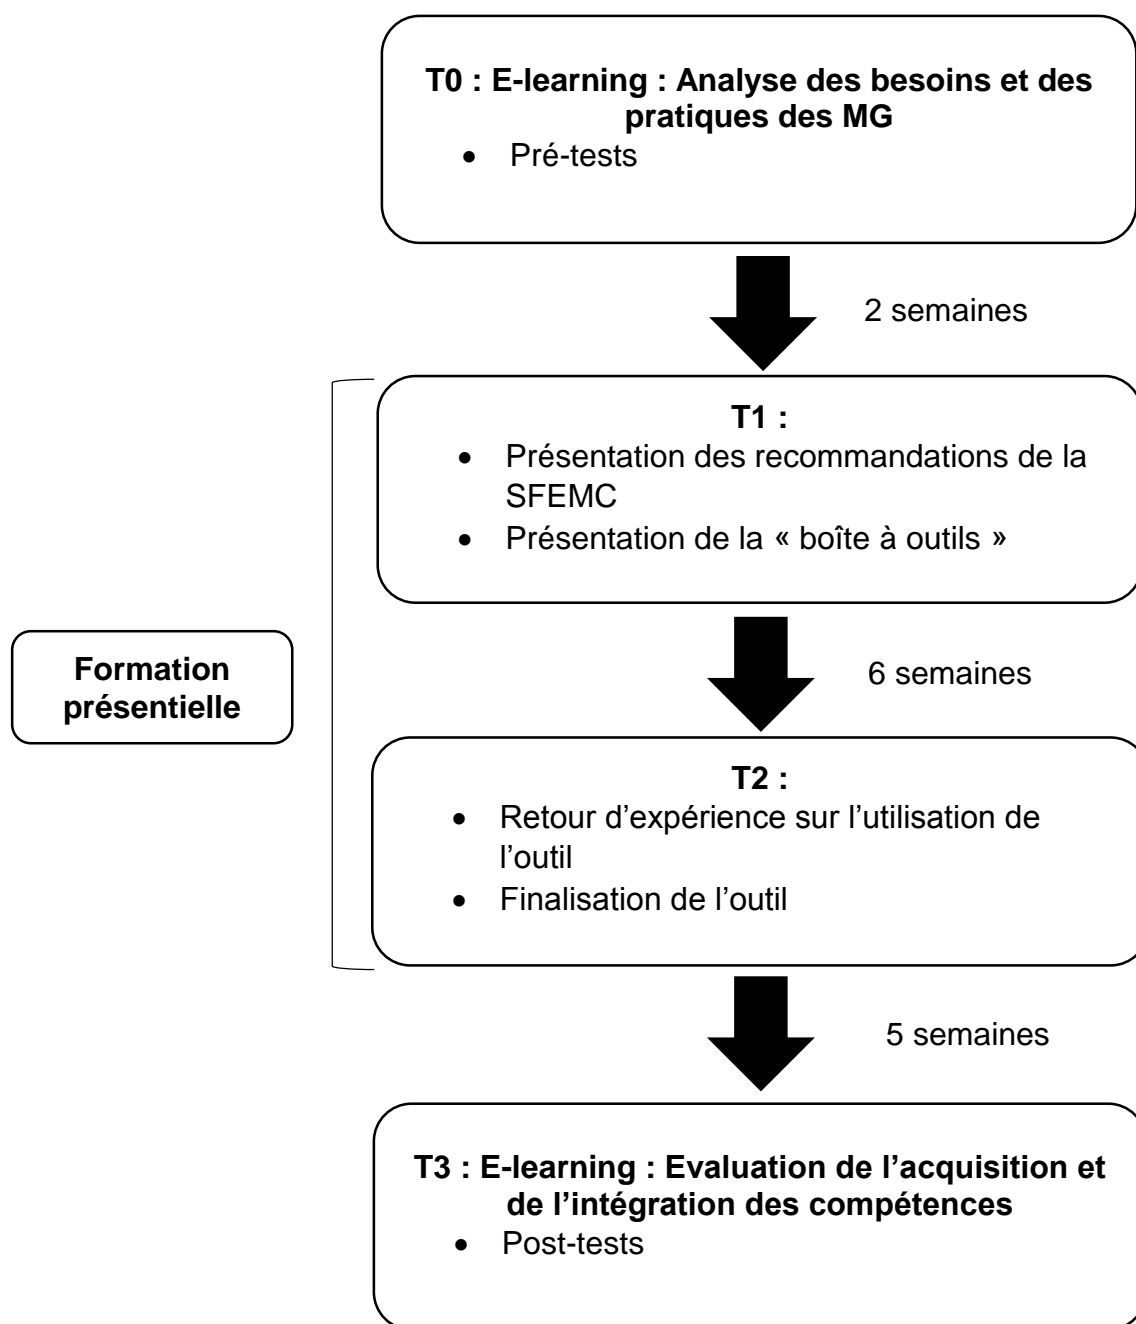 T0 : E-learning : Analyse des besoins et des
pratiques des MG
• Pré-tests
2 semaines
T1 :
• Présentation des recommandations de la
SFEMC
• Présentation de la « boîte à outils »
Formation
présentielle
6 semaines
T2 :
• Retour d’expérience sur l’utilisation de
l’outil
• Finalisation de l’outil
5 semaines
T3 : E-learning : Evaluation de l’acquisition et
de l’intégration des compétences
• Post-tests